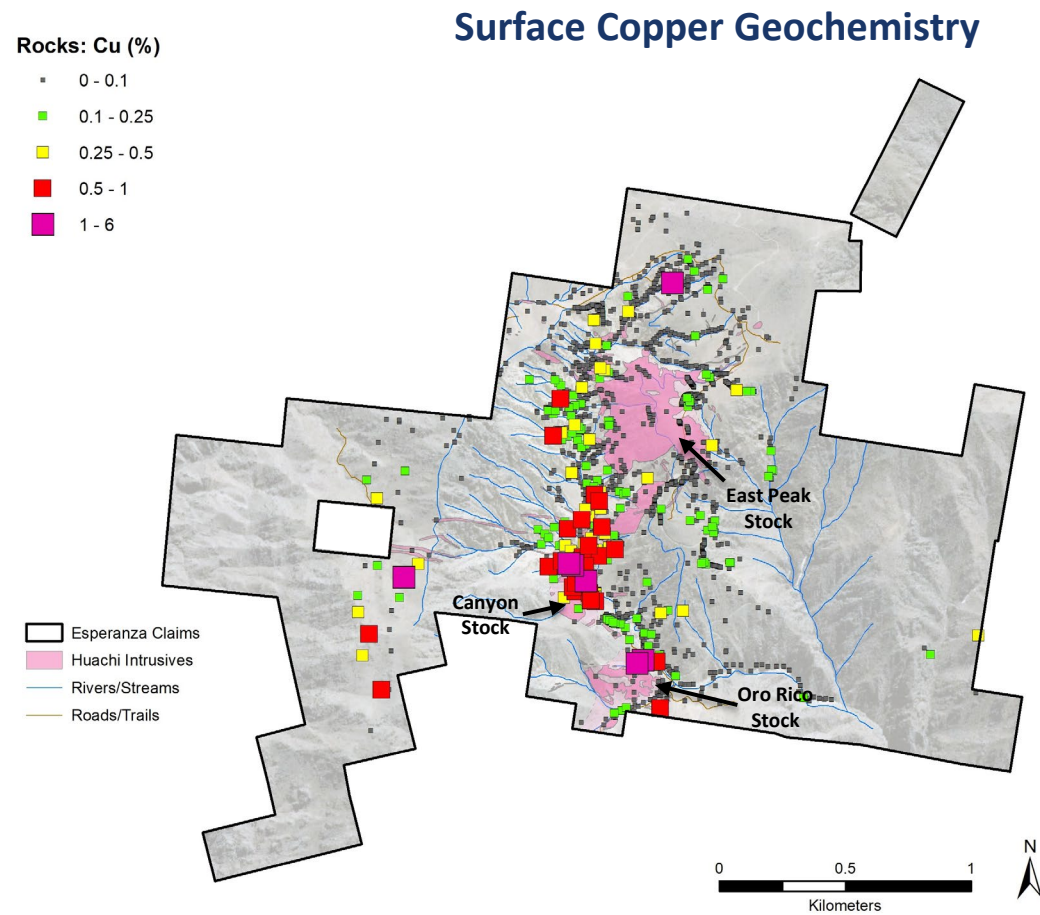 Surface Copper Geochemistry
Rocks: Cu (%)
0 - 0.1
0.1 - 0.25
0.25 - 0.5
0.5 - 1
1 - 6
East Peak
Stock
Canyon
Stock
Oro Rico
Stock
Esperanza Claims
Huachi Intrusives
Rivers/Streams
Roads/Trails
N
0 0.5 1
Kilometers